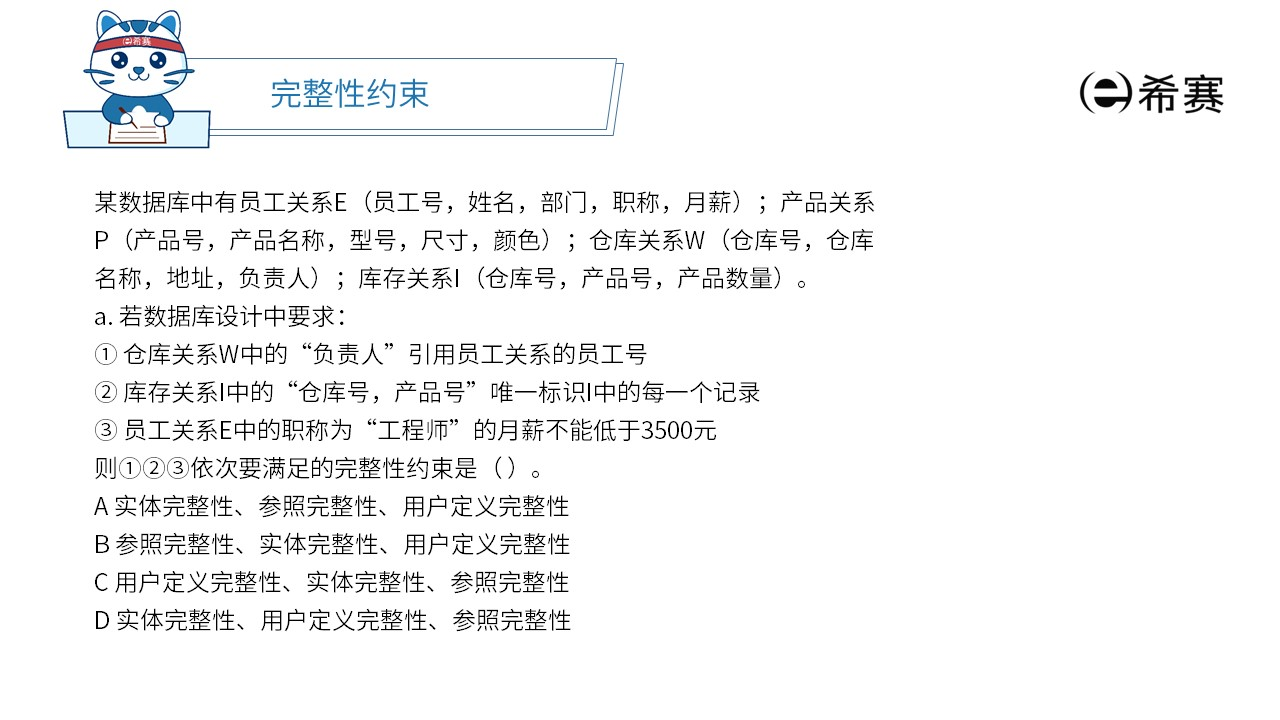 (e)希赛
完整性约束
(e)希赛
某数据库中有员工关系E（员工号，姓名，部门，职称，月薪）；产品关系
P（产品号，产品名称，型号，尺寸，颜色）；仓库关系W（仓库号，仓库
名称，地址，负责人）；库存关系I（仓库号，产品号，产品数量）。
a. 若数据库设计中要求：
① 仓库关系W中的“负责人”引用员工关系的员工号
② 库存关系I中的“仓库号，产品号”唯一标识I中的每一个记录
③ 员工关系E中的职称为“工程师”的月薪不能低于3500元
则①②③依次要满足的完整性约束是（ ）。
A 实体完整性、参照完整性、用户定义完整性
B 参照完整性、实体完整性、用户定义完整性
C 用户定义完整性、实体完整性、参照完整性
D 实体完整性、用户定义完整性、参照完整性